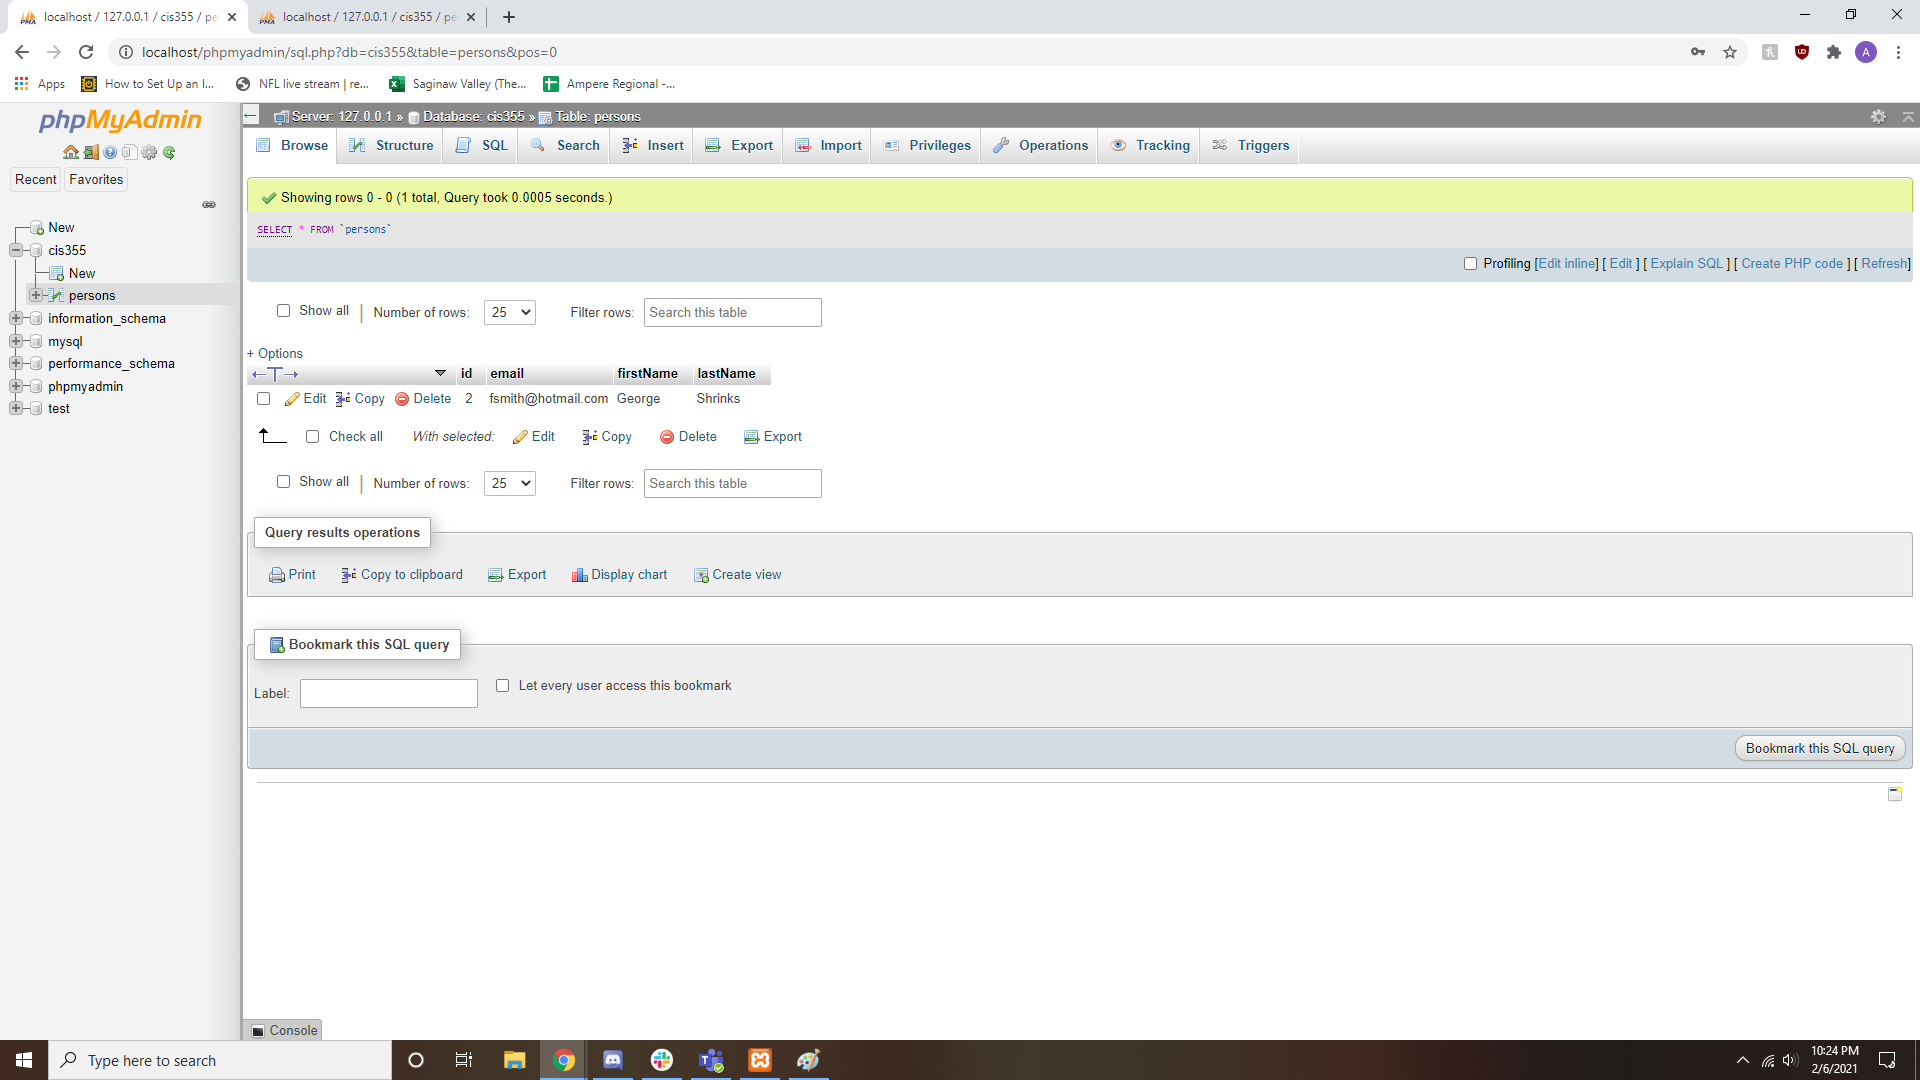 localhost / 127.0.0.1 / cis355 / pe
localhost / 127.0.0.1 / cis355 / pe
localhost/phpmyadmin/sql.php?db=cis355&table=persons&pos=0
A
Apps
How to Set Up an I...
NFL live stream | re...
Saginaw Valley (The...
Ampere Regional -...
phpMyAdmin
Recent
Favorites
New
cis355
New
persons
information_schema
mysql
performance_schema
phpmyadmin
test
Server: 127.0.0.1 » Database: cis355 » Table: persons
Browse Structure SQL Search Insert Export Import Privileges Operations Tracking Triggers
Showing rows 0 - 0 (1 total, Query took 0.0005 seconds.)
SELECT * FROM `persons`
Profiling [Edit inline] [ Edit ] [ Explain SQL ] [ Create PHP code ] [ Refresh]
Show all | Number of rows: 25 Filter rows: Search this table
+ Options
←T→ id email firstName lastName
Edit Copy Delete 2 fsmith@hotmail.com George Shrinks
Check all With selected: Edit Copy Delete Export
Show all | Number of rows: 25 Filter rows: Search this table
Query results operations
Print Copy to clipboard Export Display chart Create view
Bookmark this SQL query
Label: Let every user access this bookmark
Bookmark this SQL query
Console
Type here to search
10:24 PM
2/6/2021